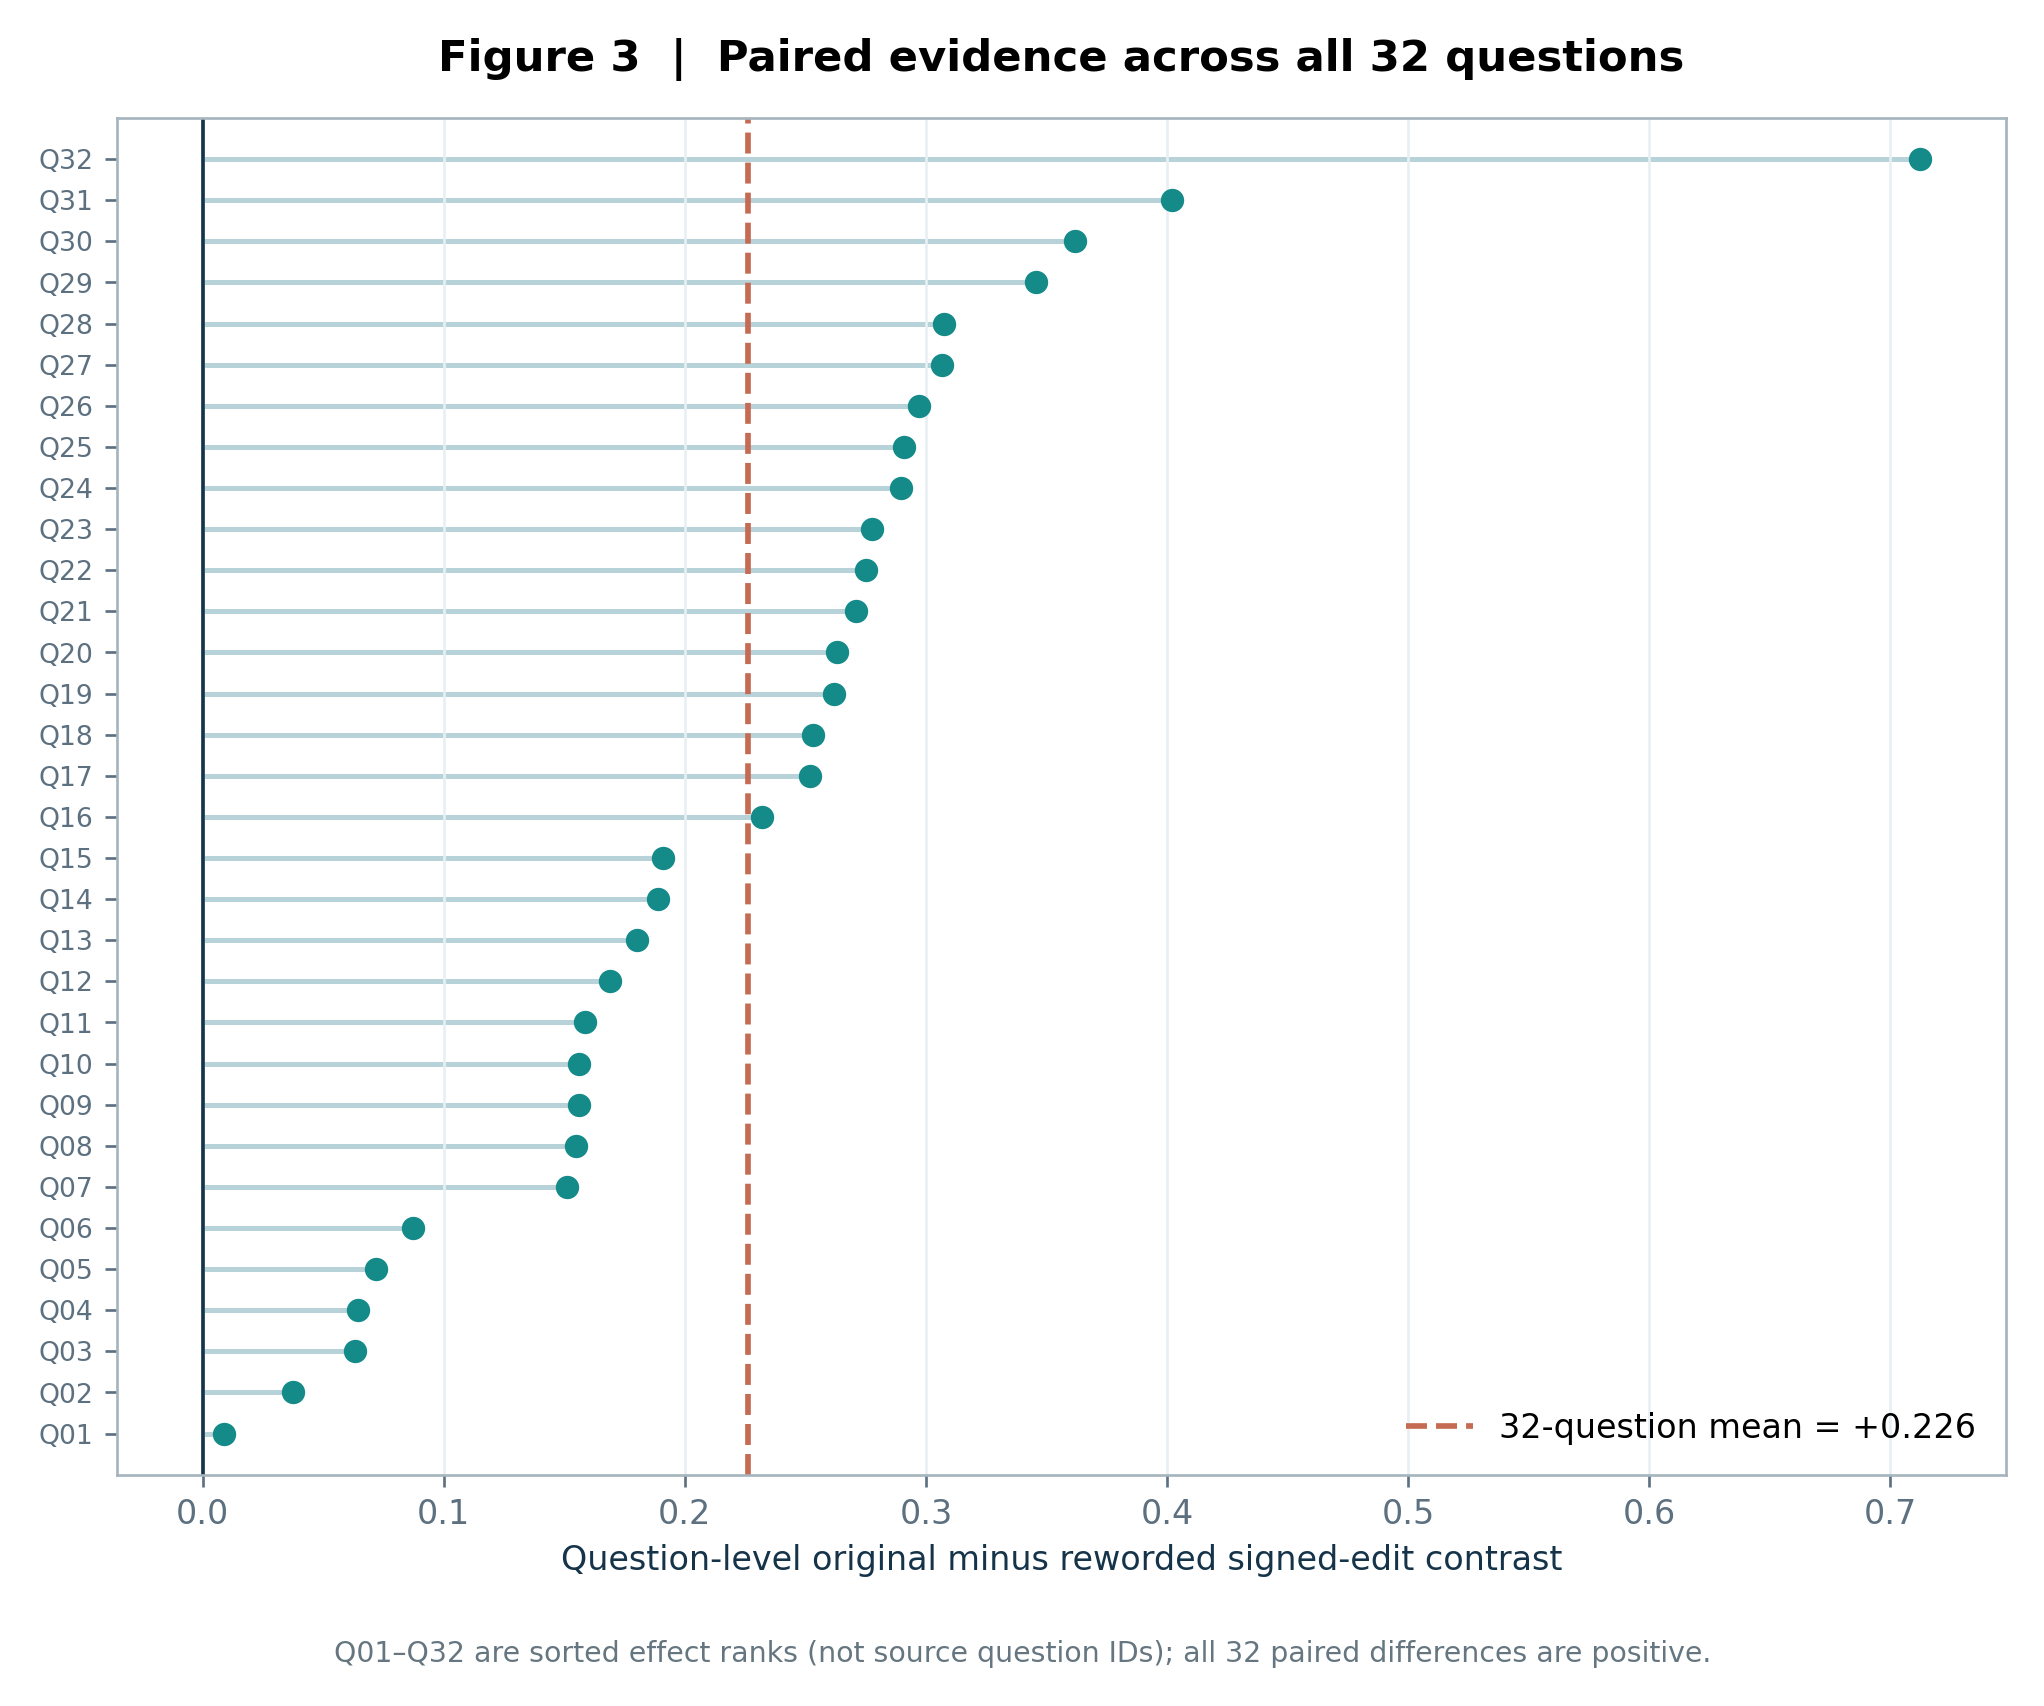 Figure 3 | Paired evidence across all 32 questions
Q32
Q31
Q30
Q29
Q28
Q27
Q26
Q25
Q24
Q23
Q22
Q21
Q20
Q19
Q18
Q17
Q16
Q15
Q14
Q13
Q12
Q11
Q10
Q09
Q08
Q07
Q06
Q05
Q04
Q03
Q02
Q01
32-question mean = +0.226
0.0 0.1 0.2 0.3 0.4 0.5 0.6 0.7
Question-level original minus reworded signed-edit contrast
Q01–Q32 are sorted effect ranks (not source question IDs); all 32 paired differences are positive.